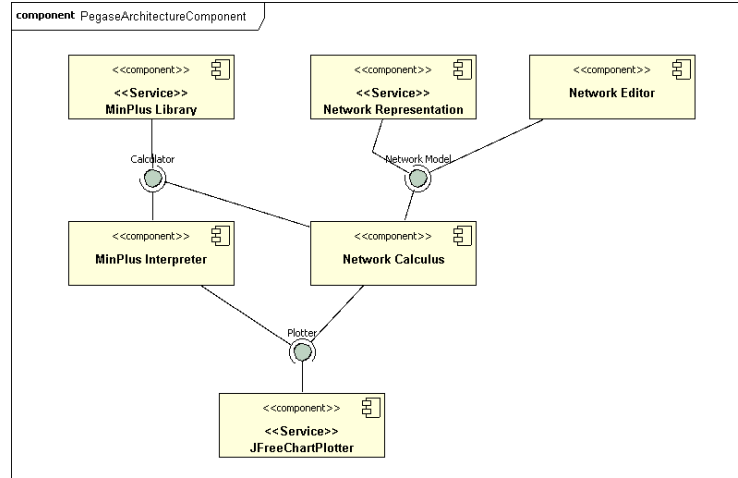 component PegaseArchitectureComponent
<<component>>
<<Service>>
MinPlus Library
<<component>>
<<Service>>
Network Representation
<<component>>
Network Editor
Calculator
Network Model
<<component>>
MinPlus Interpreter
<<component>>
Network Calculus
Plotter
<<component>>
<<Service>>
JFreeChartPlotter